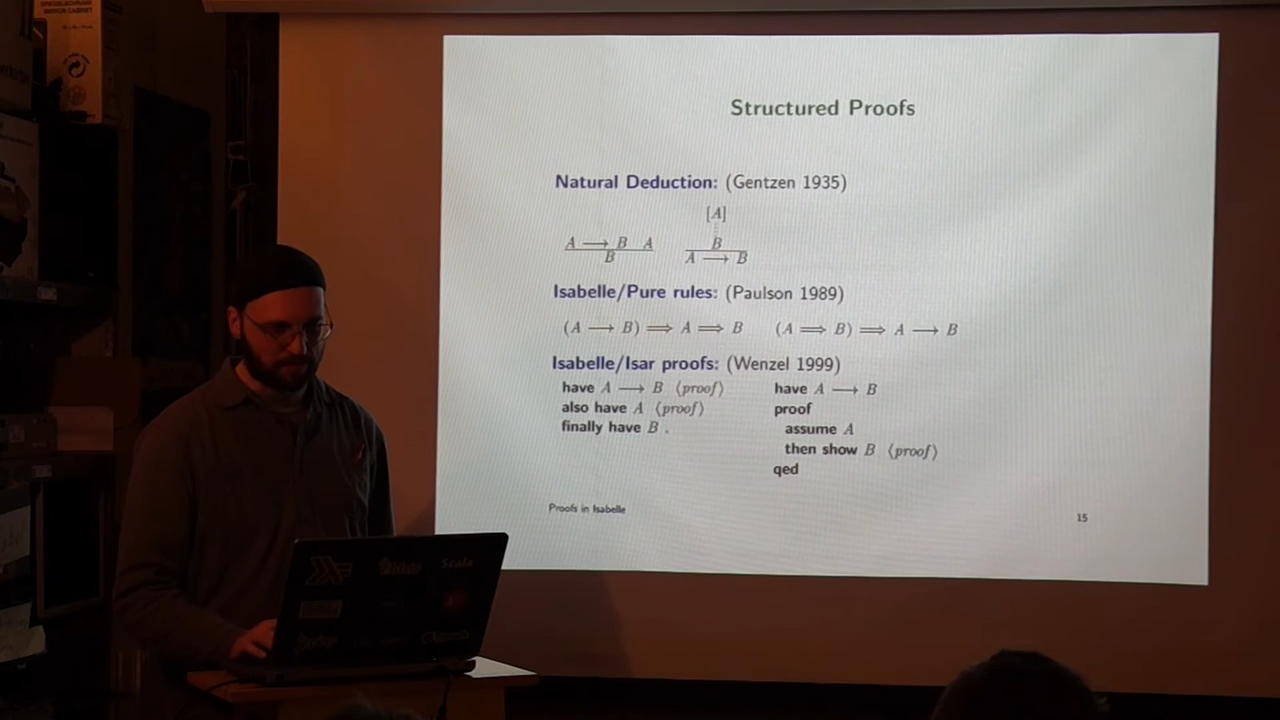 Structured Proofs
Natural Deduction: (Gentzen 1935)
[A]
A ⟶ B A
B
B
A ⟶ B
Isabelle/Pure rules: (Paulson 1989)
(A ⟶ B) ⟹ A ⟹ B (A ⟹ B) ⟹ A ⟶ B
Isabelle/Isar proofs: (Wenzel 1999)
have A ⟶ B ⟨proof⟩
also have A ⟨proof⟩
finally have B .
have A ⟶ B
proof
assume A
then show B ⟨proof⟩
qed
Proofs in Isabelle
15
Scala